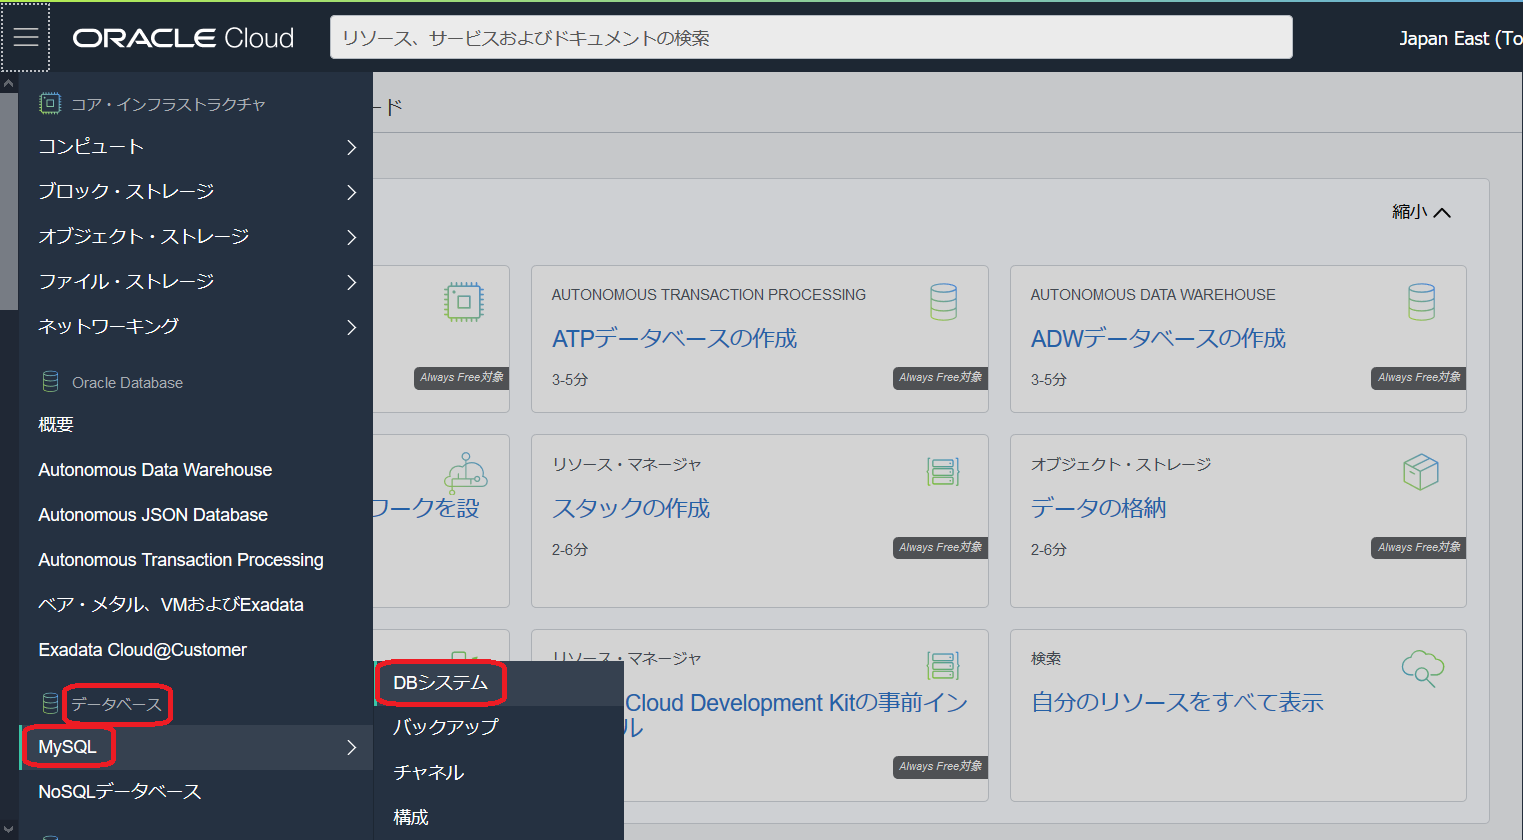 ORACLE Cloud
リソース、サービスおよびドキュメントの検索
Japan East (To
コア・インフラストラクチャ
コンピュート
ブロック・ストレージ
オブジェクト・ストレージ
ファイル・ストレージ
ネットワーキング
Oracle Database
概要
Autonomous Data Warehouse
Autonomous JSON Database
Autonomous Transaction Processing
ベア・メタル、VMおよびExadata
Exadata Cloud@Customer
データベース
MySQL
NoSQLデータベース
DBシステム
バックアップ
チャネル
構成
ード
縮小
Always Free対象
AUTONOMOUS TRANSACTION PROCESSING
ATPデータベースの作成
3-5分
Always Free対象
AUTONOMOUS DATA WAREHOUSE
ADWデータベースの作成
3-5分
Always Free対象
ワークを設
リソース・マネージャ
スタックの作成
2-6分
Always Free対象
オブジェクト・ストレージ
データの格納
2-6分
Always Free対象
リソース・マネージャ
Cloud Development Kitの事前イン
ル
Always Free対象
検索
自分のリソースをすべて表示